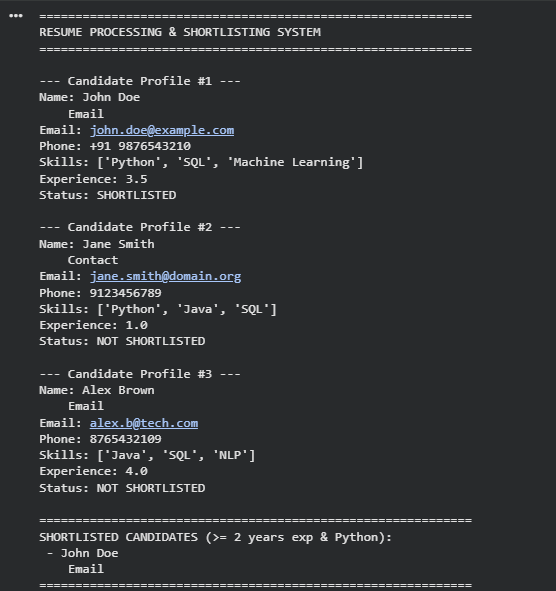 ============================================================
RESUME PROCESSING & SHORTLISTING SYSTEM
============================================================
--- Candidate Profile #1 ---
Name: John Doe
    Email
Email: john.doe@example.com
Phone: +91 9876543210
Skills: ['Python', 'SQL', 'Machine Learning']
Experience: 3.5
Status: SHORTLISTED
--- Candidate Profile #2 ---
Name: Jane Smith
    Contact
Email: jane.smith@domain.org
Phone: 9123456789
Skills: ['Python', 'Java', 'SQL']
Experience: 1.0
Status: NOT SHORTLISTED
--- Candidate Profile #3 ---
Name: Alex Brown
    Email
Email: alex.b@tech.com
Phone: 8765432109
Skills: ['Java', 'SQL', 'NLP']
Experience: 4.0
Status: NOT SHORTLISTED
============================================================
SHORTLISTED CANDIDATES (>= 2 years exp & Python):
 - John Doe
    Email
============================================================